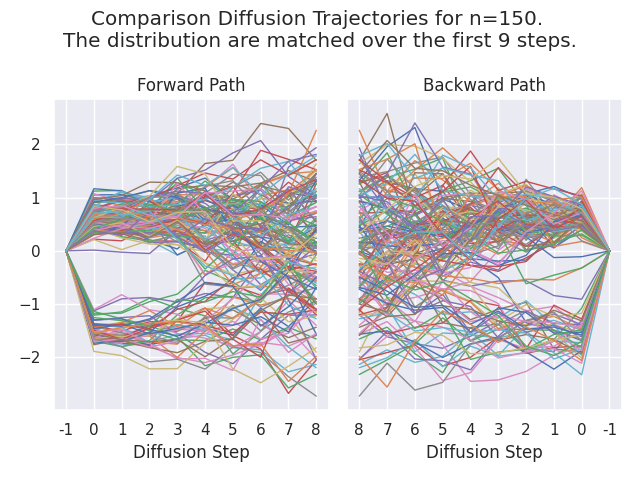 Comparison Diffusion Trajectories for n=150.
The distribution are matched over the first 9 steps.
Forward Path
Backward Path
2
1
0
−1
−2
-1 0 1 2 3 4 5 6 7 8
8 7 6 5 4 3 2 1 0 -1
Diffusion Step
Diffusion Step